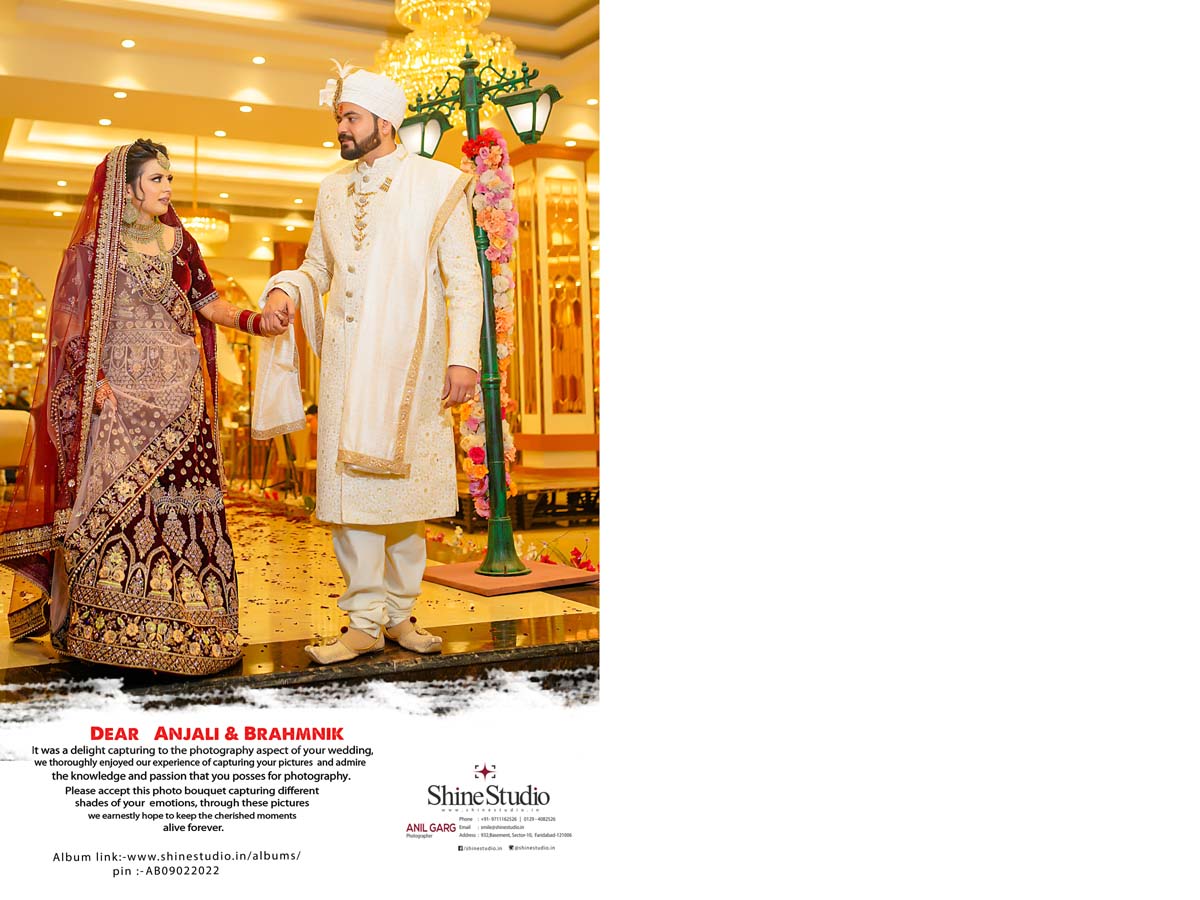 DEAR ANJALI & BRAHMNIK
It was a delight capturing to the photography aspect of your wedding,
we thoroughly enjoyed our experience of capturing your pictures and admire
the knowledge and passion that you posses for photography.
Please accept this photo bouquet capturing different
shades of your emotions, through these pictures
we earnestly hope to keep the cherished moments
alive forever.
Album link:-www.shinestudio.in/albums/
pin :-AB09022022
Shine Studio
www.shinestudio.in
ANIL GARG
Photographer
Phone : +91- 9711162526 | 0129 - 4082526
Email : smile@shinestudio.in
Address : 932,Basement, Sector-10, Faridabad-121006
/shinestudio.in @shinestudio.in